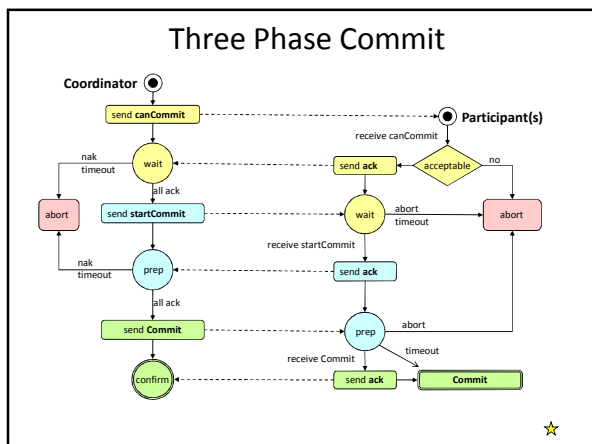 Three Phase Commit
Coordinator
send canCommit
Participant(s)
receive canCommit
nak
timeout
wait
send ack
acceptable
no
all ack
abort
send startCommit
wait
abort
timeout
abort
receive startCommit
nak
timeout
prep
send ack
all ack
send Commit
prep
abort
timeout
receive Commit
confirm
send ack
Commit